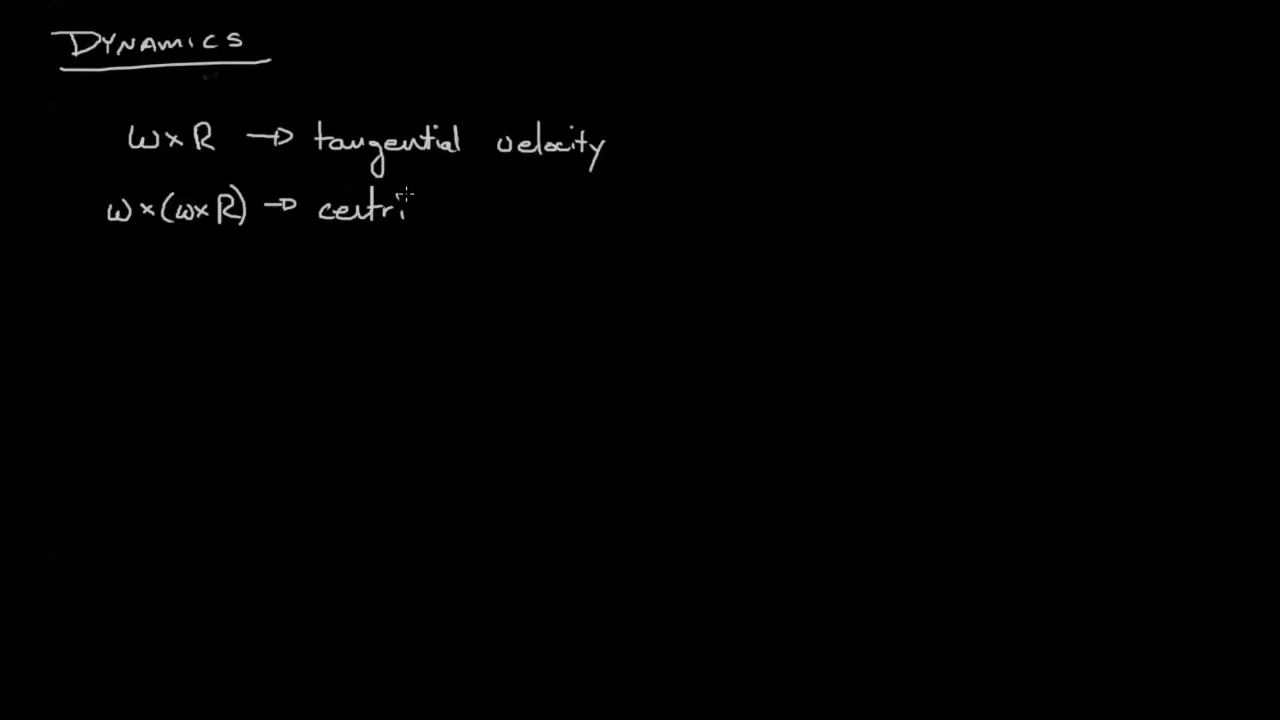 DYNAMICS
ω×R → tangential velocity
ω×(ω×R) → centri